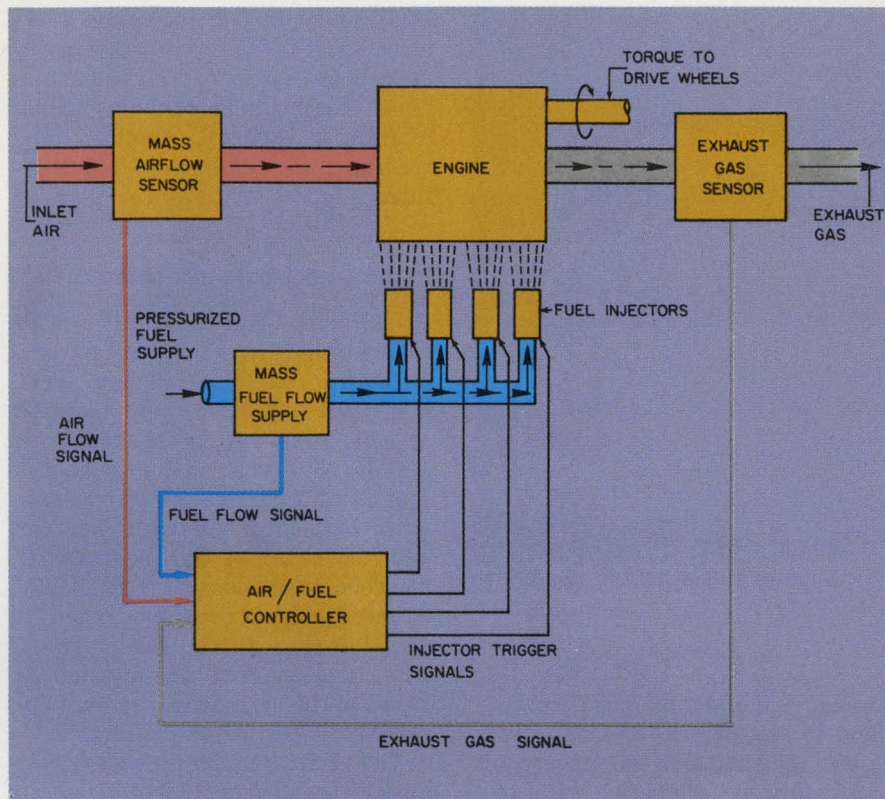 TORQUE TO
DRIVE WHEELS
MASS
AIRFLOW
SENSOR
ENGINE
EXHAUST
GAS
SENSOR
INLET
AIR
EXHAUST
GAS
FUEL INJECTORS
PRESSURIZED
FUEL
SUPPLY
MASS
FUEL FLOW
SUPPLY
AIR
FLOW
SIGNAL
FUEL FLOW SIGNAL
AIR / FUEL
CONTROLLER
INJECTOR TRIGGER
SIGNALS
EXHAUST GAS SIGNAL